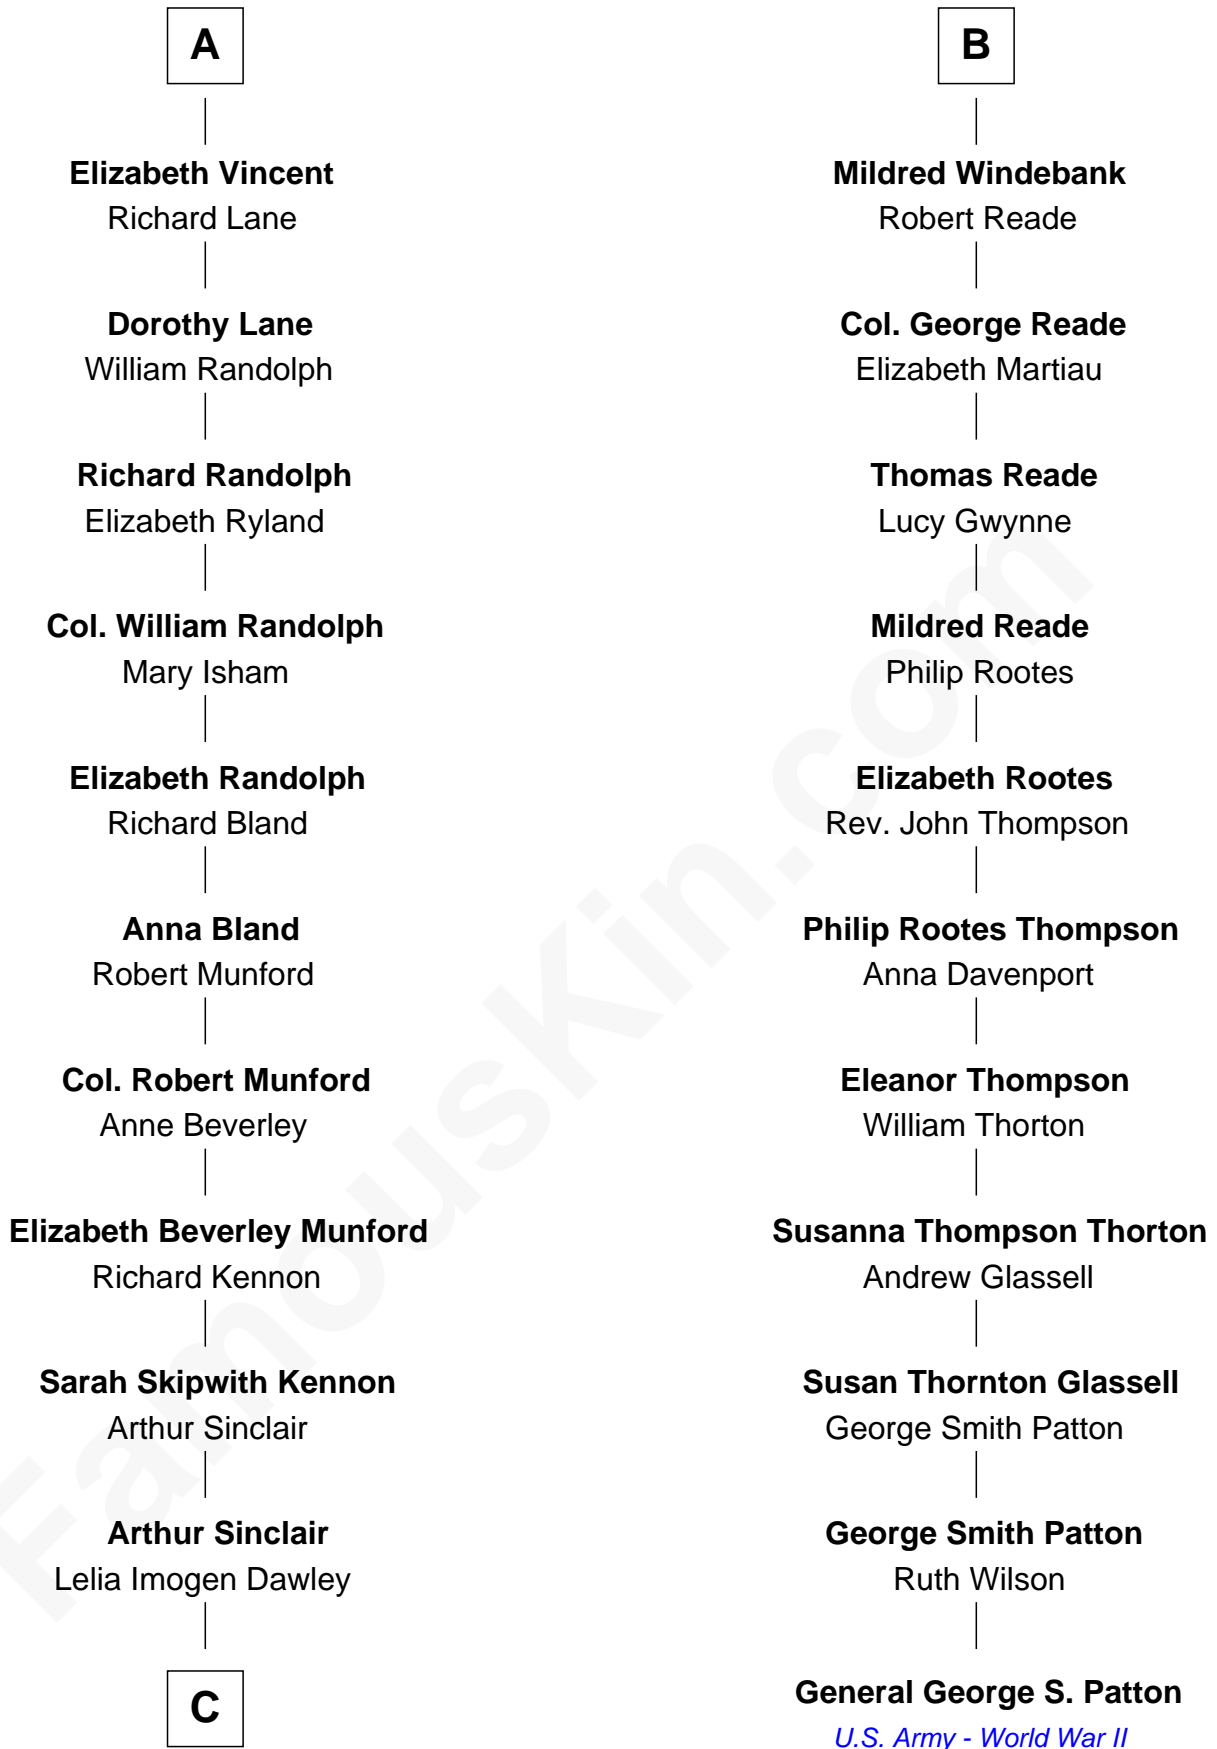 A
Elizabeth Vincent
Richard Lane
Dorothy Lane
William Randolph
Richard Randolph
Elizabeth Ryland
Col. William Randolph
Mary Isham
Elizabeth Randolph
Richard Bland
Anna Bland
Robert Munford
Col. Robert Munford
Anne Beverley
Elizabeth Beverley Munford
Richard Kennon
Sarah Skipwith Kennon
Arthur Sinclair
Arthur Sinclair
Lelia Imogen Dawley
C
B
Mildred Windebank
Robert Reade
Col. George Reade
Elizabeth Martiau
Thomas Reade
Lucy Gwynne
Mildred Reade
Philip Rootes
Elizabeth Rootes
Rev. John Thompson
Philip Rootes Thompson
Anna Davenport
Eleanor Thompson
William Thorton
Susanna Thompson Thorton
Andrew Glassell
Susan Thornton Glassell
George Smith Patton
George Smith Patton
Ruth Wilson
General George S. Patton
U.S. Army - World War II
FamousKin.com